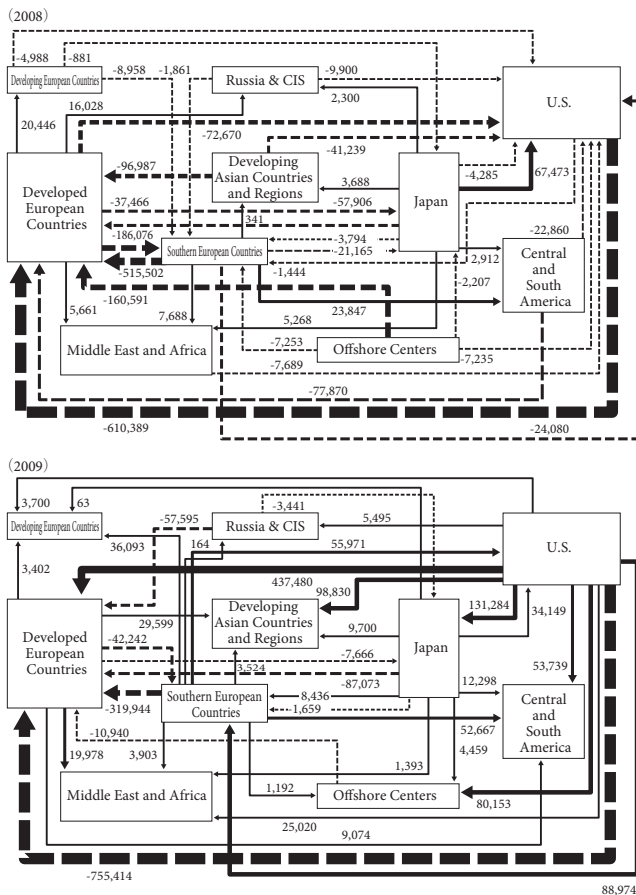 (2008)
-4,988
-881
Developing European Countries
-8,958
-1,861
Russia & CIS
-9,900
2,300
U.S.
16,028
20,446
-72,670
-41,239
-96,987
Developing
Asian Countries
and Regions
Developed
European
Countries
3,688
Japan
-4,285
67,473
-37,466
-57,906
341
-186,076
Southern European Countries
-3,794
-21,165
-22,860
2,912
-515,502
-1,444
-2,207
Central
and
South
America
-160,591
5,661
7,688
23,847
5,268
Middle East and Africa
-7,253
Offshore Centers
-7,235
-7,689
-77,870
-610,389
-24,080
(2009)
3,700
63
-3,441
Developing European Countries
-57,595
Russia & CIS
5,495
U.S.
36,093
164
55,971
3,402
437,480
98,830
Developing
Asian Countries
and Regions
131,284
34,149
Developed
European
Countries
29,599
9,700
Japan
-42,242
-7,666
3,524
53,739
-87,073
12,298
Southern European
Countries
8,436
-1,659
-319,944
Central
and
South
America
52,667
-10,940
19,978
3,903
4,459
1,393
Middle East and Africa
1,192
Offshore Centers
80,153
25,020
9,074
-755,414
88,974